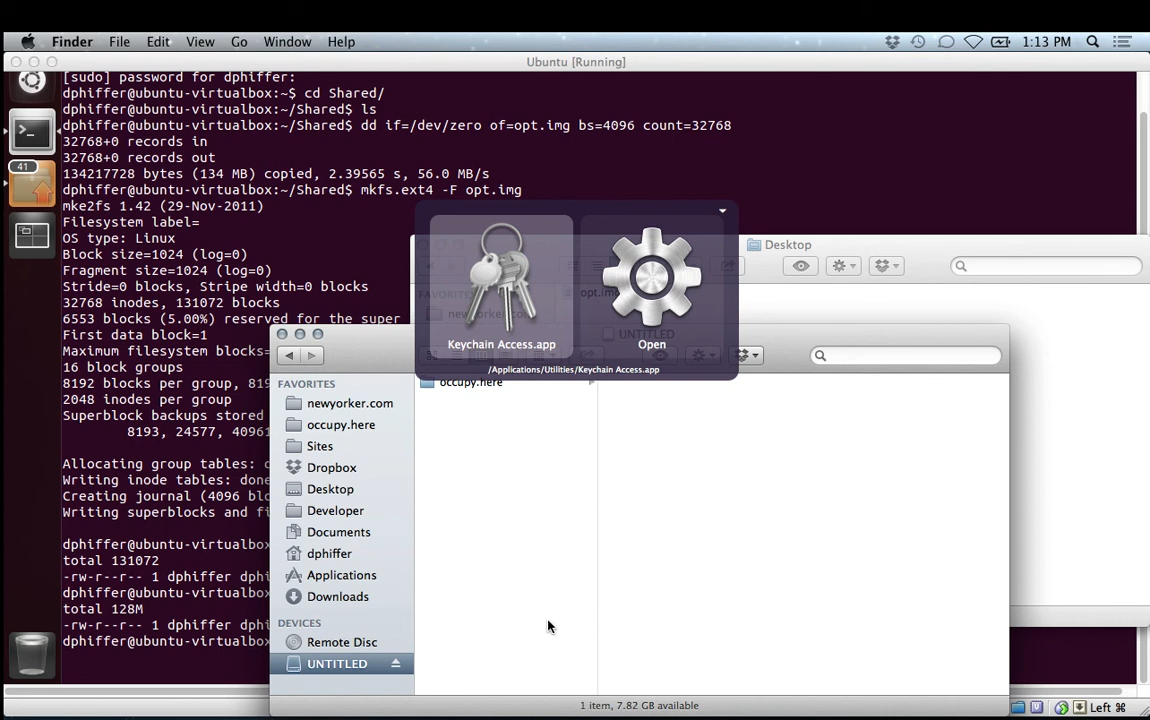 Finder File Edit View Go Window Help 1:13 PM
Ubuntu [Running]
[sudo] password for dphiffer:
dphiffer@ubuntu-virtualbox:~$ cd Shared/
dphiffer@ubuntu-virtualbox:~/Shared$ ls
dphiffer@ubuntu-virtualbox:~/Shared$ dd if=/dev/zero of=opt.img bs=4096 count=32768
32768+0 records in
32768+0 records out
134217728 bytes (134 MB) copied, 2.39565 s, 56.0 MB/s
dphiffer@ubuntu-virtualbox:~/Shared$ mkfs.ext4 -F opt.img
mke2fs 1.42 (29-Nov-2011)
Filesystem label=
OS type: Linux
Block size=1024 (log=0)
Fragment size=1024 (log=0)
Stride=0 blocks, Stripe width=0 blocks
32768 inodes, 131072 blocks
6553 blocks (5.00%) reserved for the super
First data block=1
Maximum filesystem blocks=
16 block groups
8192 blocks per group, 819
2048 inodes per group
Superblock backups stored
8193, 24577, 4096
Allocating group tables:
Writing inode tables: done
Creating journal (4096 blo
Writing superblocks and fi
dphiffer@ubuntu-virtualbox
total 131072
-rw-r--r-- 1 dphiffer dphi
dphiffer@ubuntu-virtualbox
total 128M
-rw-r--r-- 1 dphiffer dphi
dphiffer@ubuntu-virtualbox
41
Desktop
FAVORITES
opt.im
newyorker.co
UNTITLED
Keychain Access.app
Open
/Applications/Utilities/Keychain Access.app
occupy.here
FAVORITES
newyorker.com
occupy.here
Sites
Dropbox
Desktop
Developer
Documents
dphiffer
Applications
Downloads
DEVICES
Remote Disc
UNTITLED
1 item, 7.82 GB available
Left ⌘